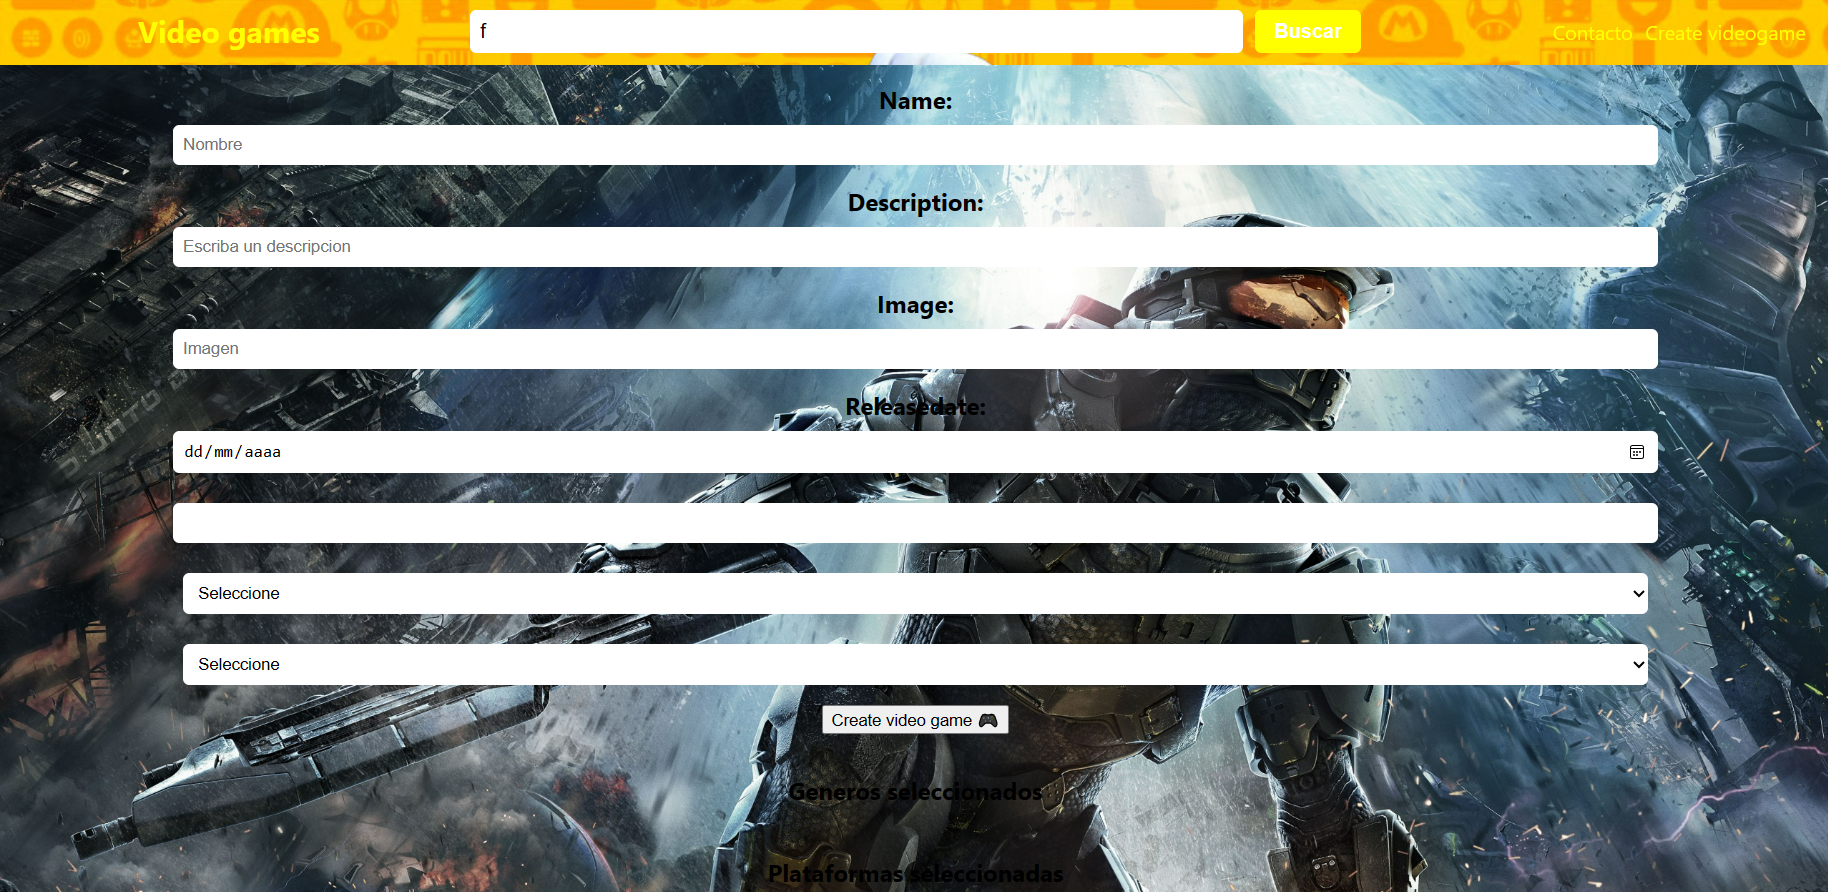 Video games
f
Buscar
Contacto Create videogame
Name:
Nombre
Description:
Escriba un descripcion
Image:
Imagen
Releasedate:
dd/mm/aaaa
Seleccione
Seleccione
Create video game 🎮
Generos seleccionados
Plataformas seleccionadas